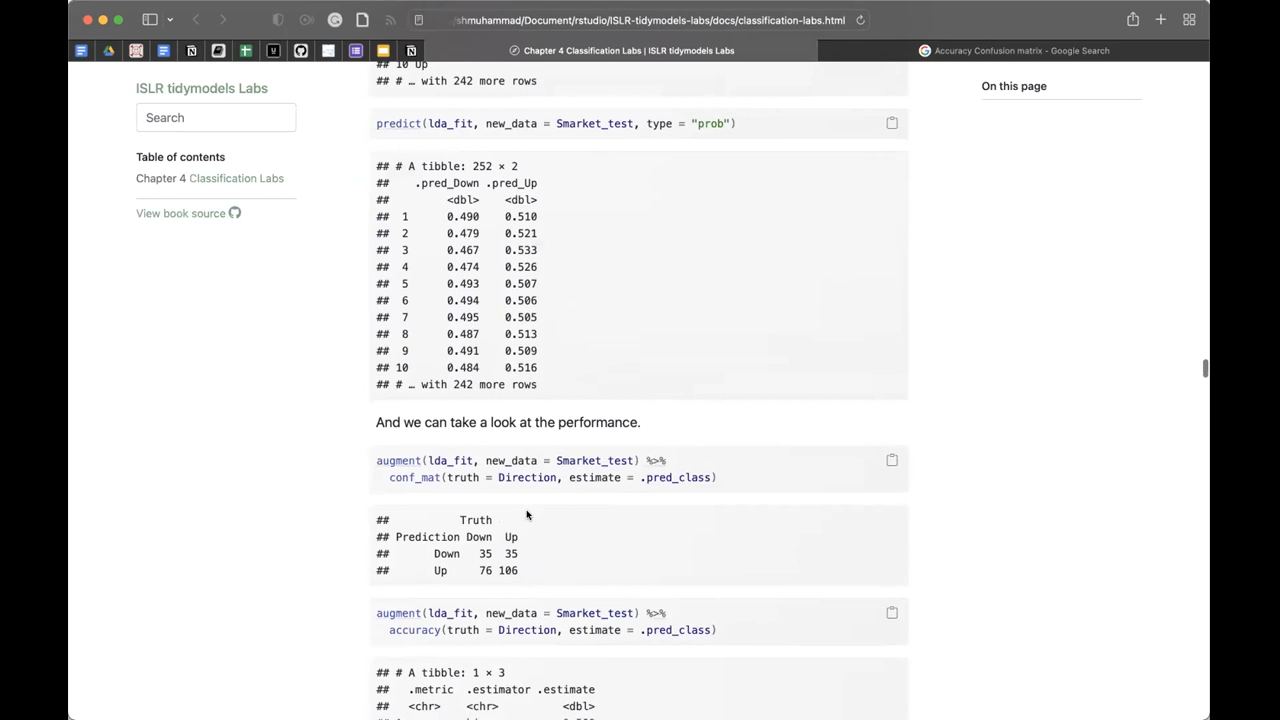 /shmuhammad/Document/rstudio/ISLR-tidymodels-labs/docs/classification-labs.html
Chapter 4 Classification Labs | ISLR tidymodels Labs
Accuracy Confusion matrix - Google Search
ISLR tidymodels Labs
Search
Table of contents
Chapter 4 Classification Labs
View book source
## 10 Up
## # … with 242 more rows
predict(lda_fit, new_data = Smarket_test, type = "prob")
## # A tibble: 252 × 2
##    .pred_Down .pred_Up
##         <dbl>    <dbl>
##  1      0.490    0.510
##  2      0.479    0.521
##  3      0.467    0.533
##  4      0.474    0.526
##  5      0.493    0.507
##  6      0.494    0.506
##  7      0.495    0.505
##  8      0.487    0.513
##  9      0.491    0.509
## 10      0.484    0.516
## # … with 242 more rows
And we can take a look at the performance.
augment(lda_fit, new_data = Smarket_test) %>%
  conf_mat(truth = Direction, estimate = .pred_class)
##           Truth
## Prediction Down  Up
##       Down   35  35
##       Up     76 106
augment(lda_fit, new_data = Smarket_test) %>%
  accuracy(truth = Direction, estimate = .pred_class)
## # A tibble: 1 × 3
##   .metric  .estimator .estimate
##   <chr>    <chr>          <dbl>
On this page